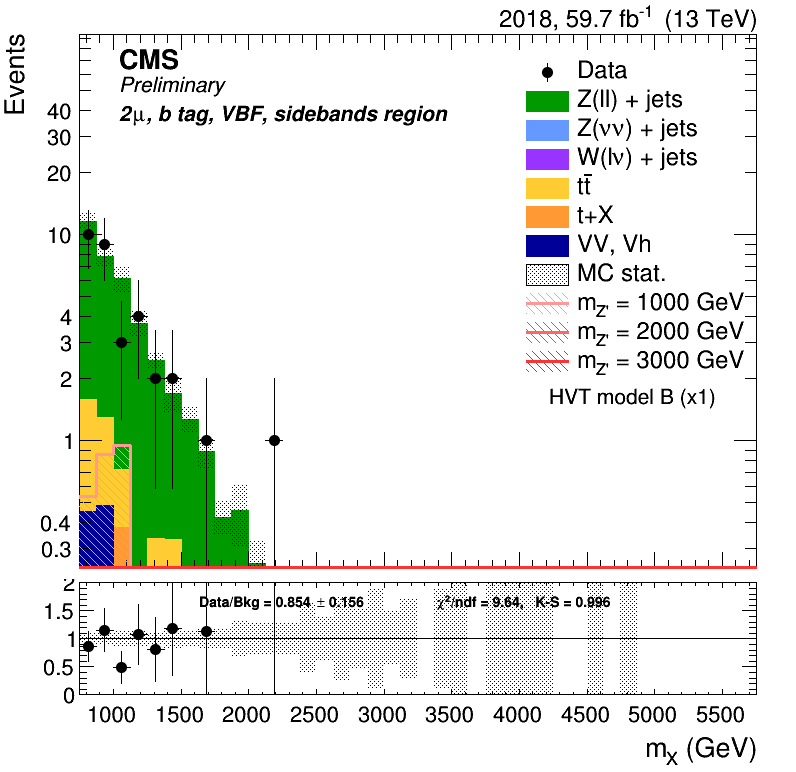 2018, 59.7 fb⁻¹ (13 TeV)
Events
CMS
Preliminary
2μ, b tag, VBF, sidebands region
Data
Z(ll) + jets
Z(νν) + jets
W(lν) + jets
tt̄
t+X
VV, Vh
MC stat.
m_Z' = 1000 GeV
m_Z' = 2000 GeV
m_Z' = 3000 GeV
HVT model B (x1)
40
30
20
10
4
3
2
1
0.4
0.3
Data/Bkg = 0.854 ± 0.156
χ²/ndf = 9.64, K-S = 0.996
2
1.5
1
0.5
0
1000 1500 2000 2500 3000 3500 4000 4500 5000 5500
m_X (GeV)